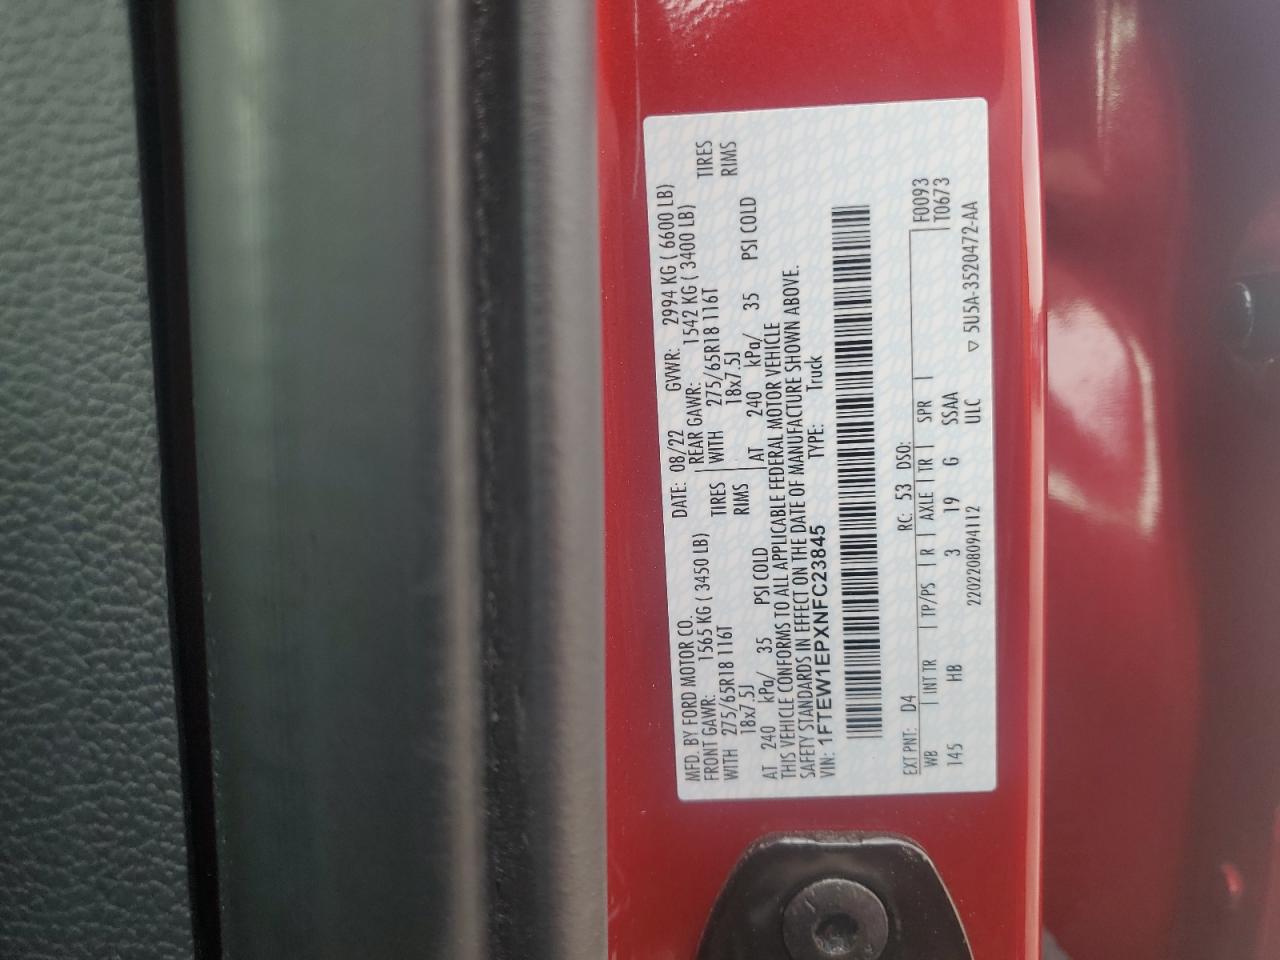 MFD. BY FORD MOTOR CO. DATE: 08/22 GVWR: 2994 KG ( 6600 LB)
FRONT GAWR: 1565 KG ( 3450 LB) REAR GAWR: 1542 KG ( 3400 LB)
WITH 275/65R18 116T TIRES WITH 275/65R18 116T TIRES
18x7.5J RIMS 18x7.5J RIMS
AT 240 kPa/ 35 PSI COLD AT 240 kPa/ 35 PSI COLD
THIS VEHICLE CONFORMS TO ALL APPLICABLE FEDERAL MOTOR VEHICLE
SAFETY STANDARDS IN EFFECT ON THE DATE OF MANUFACTURE SHOWN ABOVE.
VIN: 1FTEW1EPXNFC23845 TYPE: Truck
EXT PNT: D4 RC: 53 DSO: F0093
WB INT TR TP/PS R AXLE TR SPR T0673
145 HB 3 19 G SSAA
2202208094112 ULC ▽ 5U5A-3520472-AA